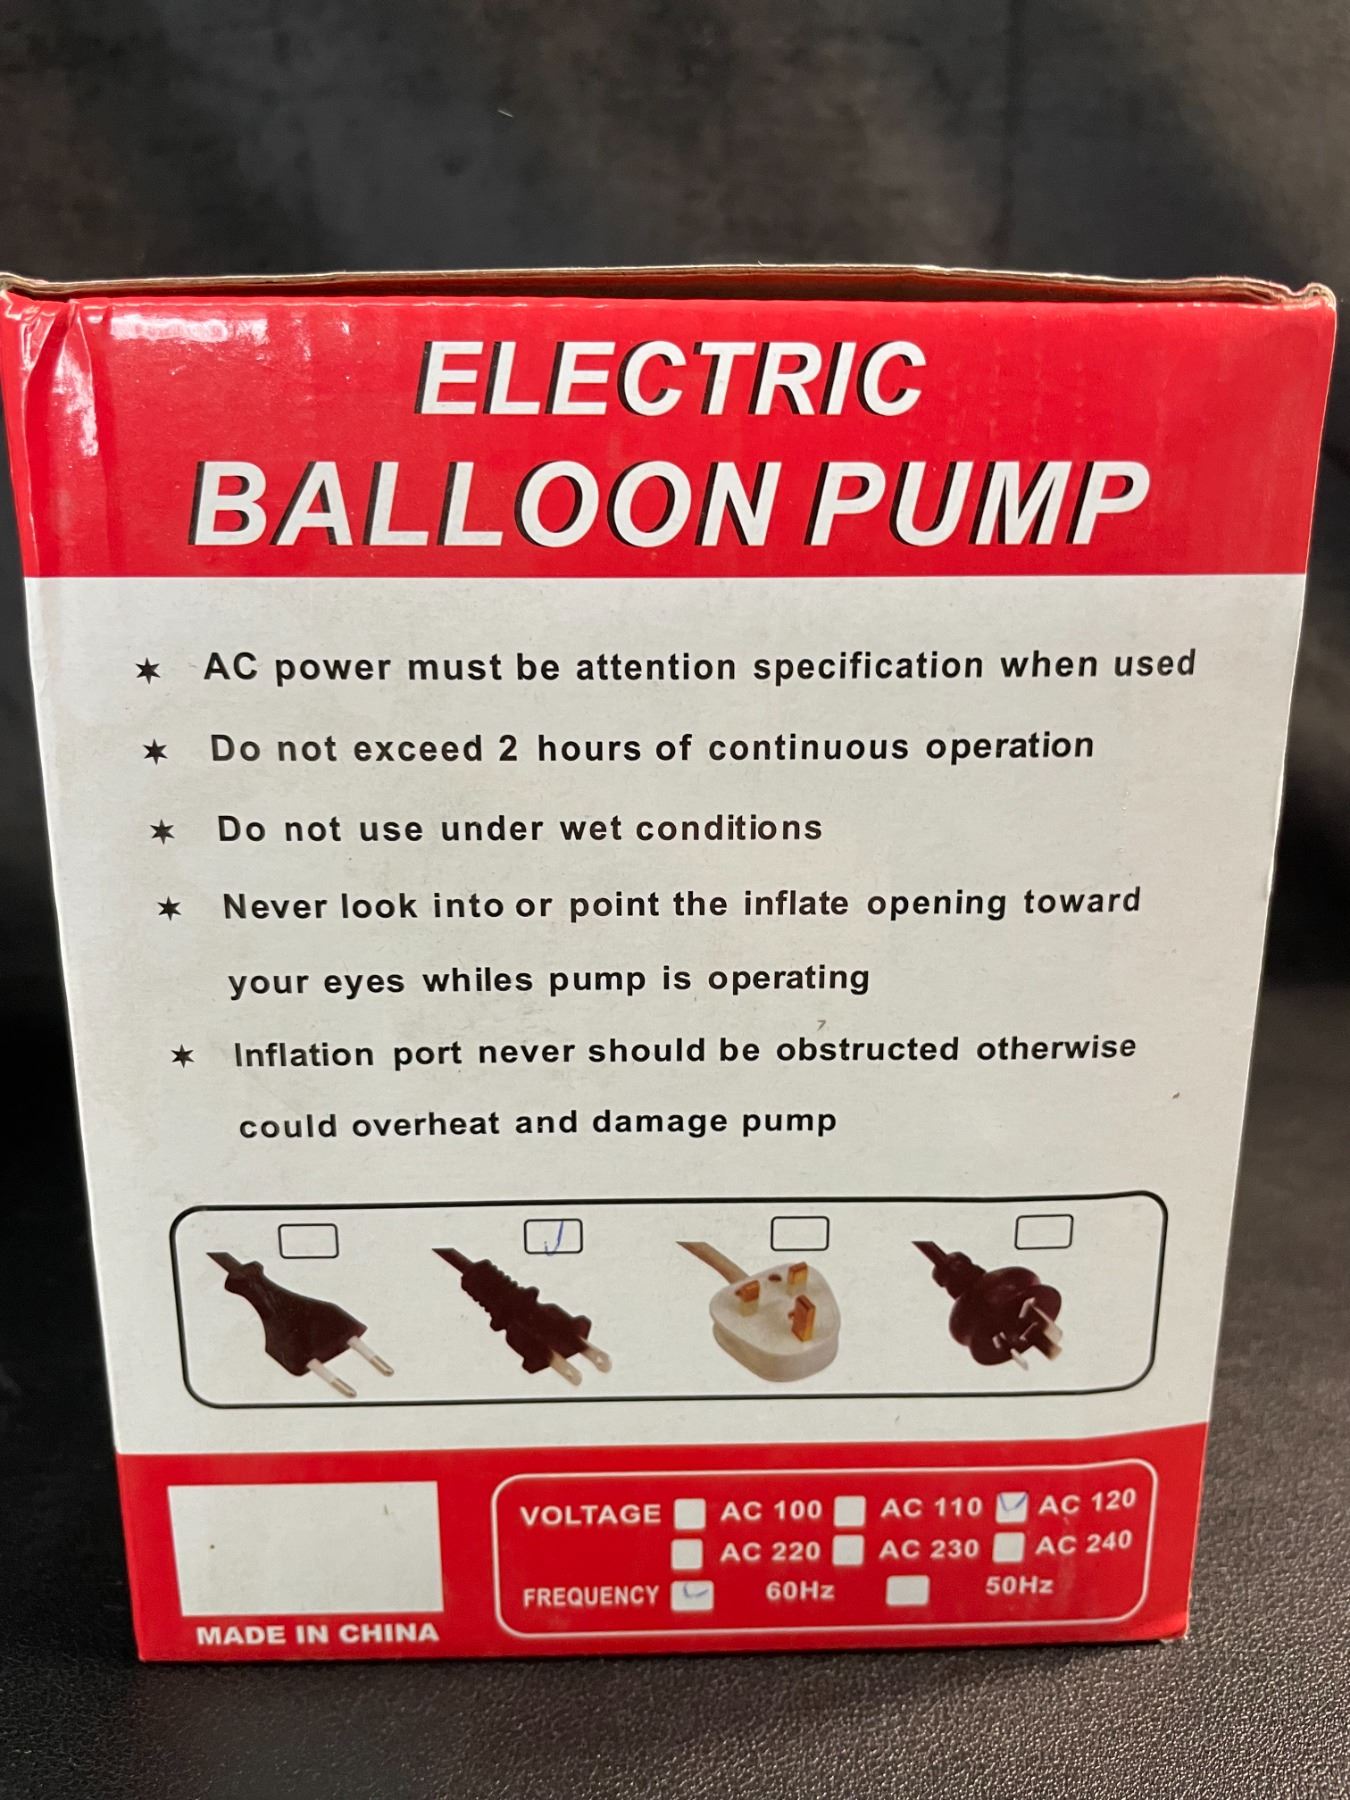 ELECTRIC
BALLOON PUMP
✶ AC power must be attention specification when used
✶ Do not exceed 2 hours of continuous operation
✶ Do not use under wet conditions
✶ Never look into or point the inflate opening toward
your eyes whiles pump is operating
✶ Inflation port never should be obstructed otherwise
could overheat and damage pump
VOLTAGE AC 100 AC 110 AC 120
AC 220 AC 230 AC 240
FREQUENCY 60Hz 50Hz
MADE IN CHINA